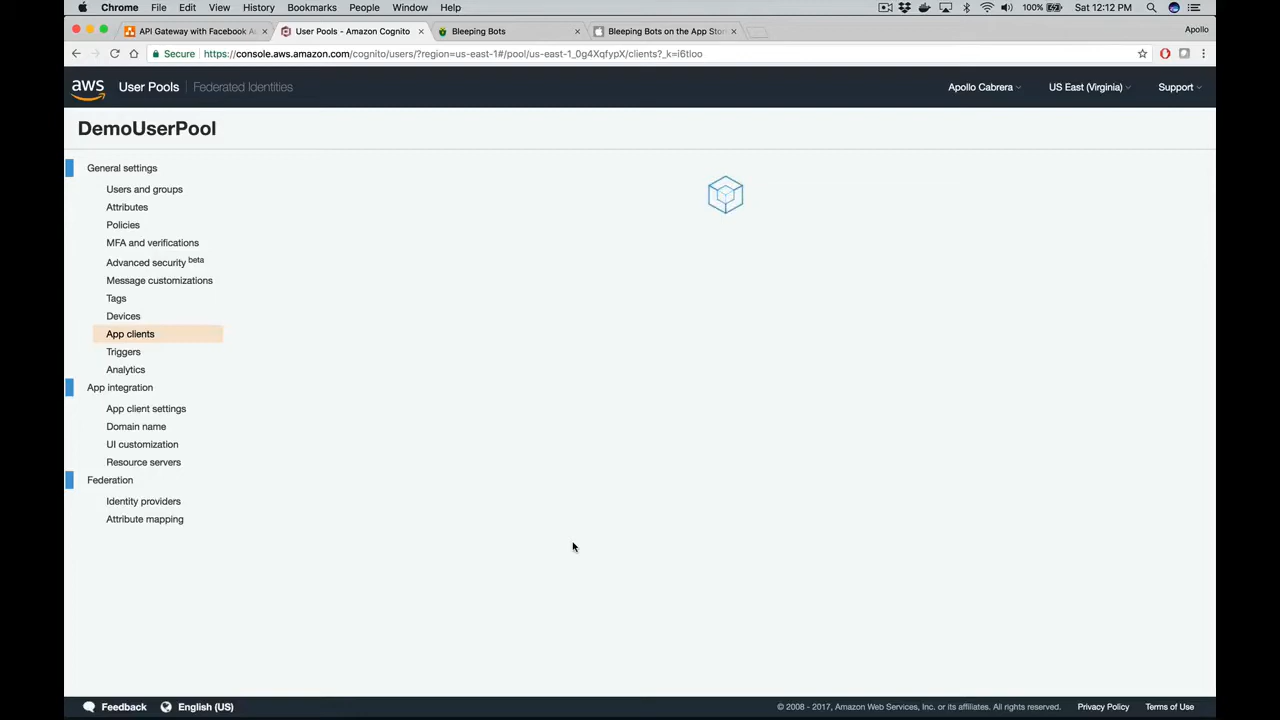 Chrome File Edit View History Bookmarks People Window Help 100% Sat 12:12 PM
API Gateway with Facebook A User Pools - Amazon Cognito Bleeping Bots Bleeping Bots on the App Stor Apollo
Secure https://console.aws.amazon.com/cognito/users/?region=us-east-1#/pool/us-east-1_0g4XqfypX/clients?_k=i6tloo
aws User Pools Federated Identities Apollo Cabrera US East (Virginia) Support
DemoUserPool
General settings
Users and groups
Attributes
Policies
MFA and verifications
Advanced security beta
Message customizations
Tags
Devices
App clients
Triggers
Analytics
App integration
App client settings
Domain name
UI customization
Resource servers
Federation
Identity providers
Attribute mapping
Feedback English (US) © 2008 - 2017, Amazon Web Services, Inc. or its affiliates. All rights reserved. Privacy Policy Terms of Use